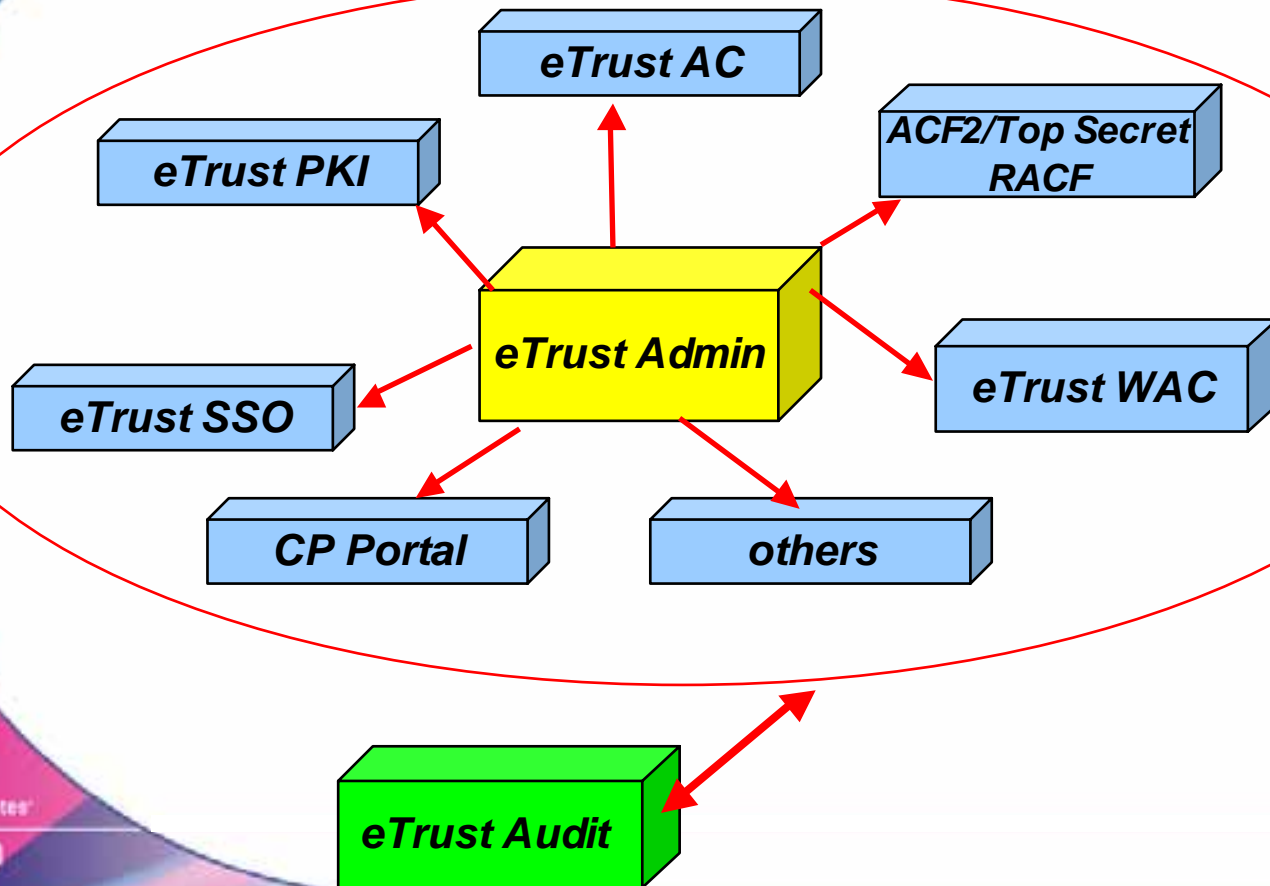 eTrust AC
ACF2/Top Secret
RACF
eTrust PKI
eTrust Admin
eTrust WAC
eTrust SSO
CP Portal
others
eTrust Audit